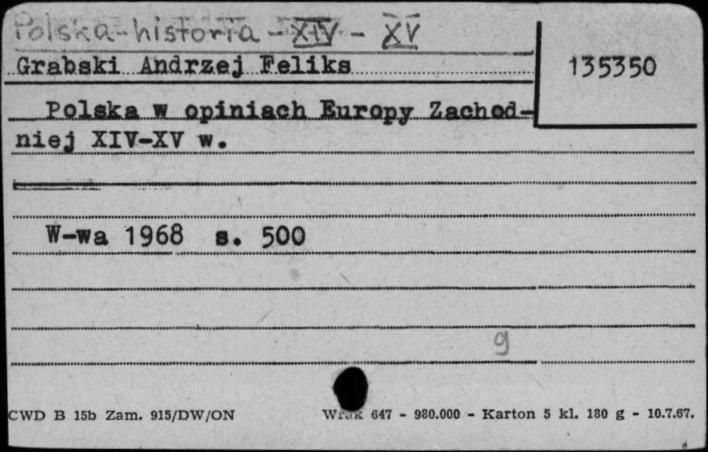 Polska-historia - XIV - XV
Grabski Andrzej Feliks
135350
Polska w opiniach Europy Zachod-
niej XIV-XV w.
W-wa 1968 s. 500
g
CWD B 15b Zam. 915/DW/ON
647 - 980.000 - Karton 5 kl. 180 g - 10.7.67.